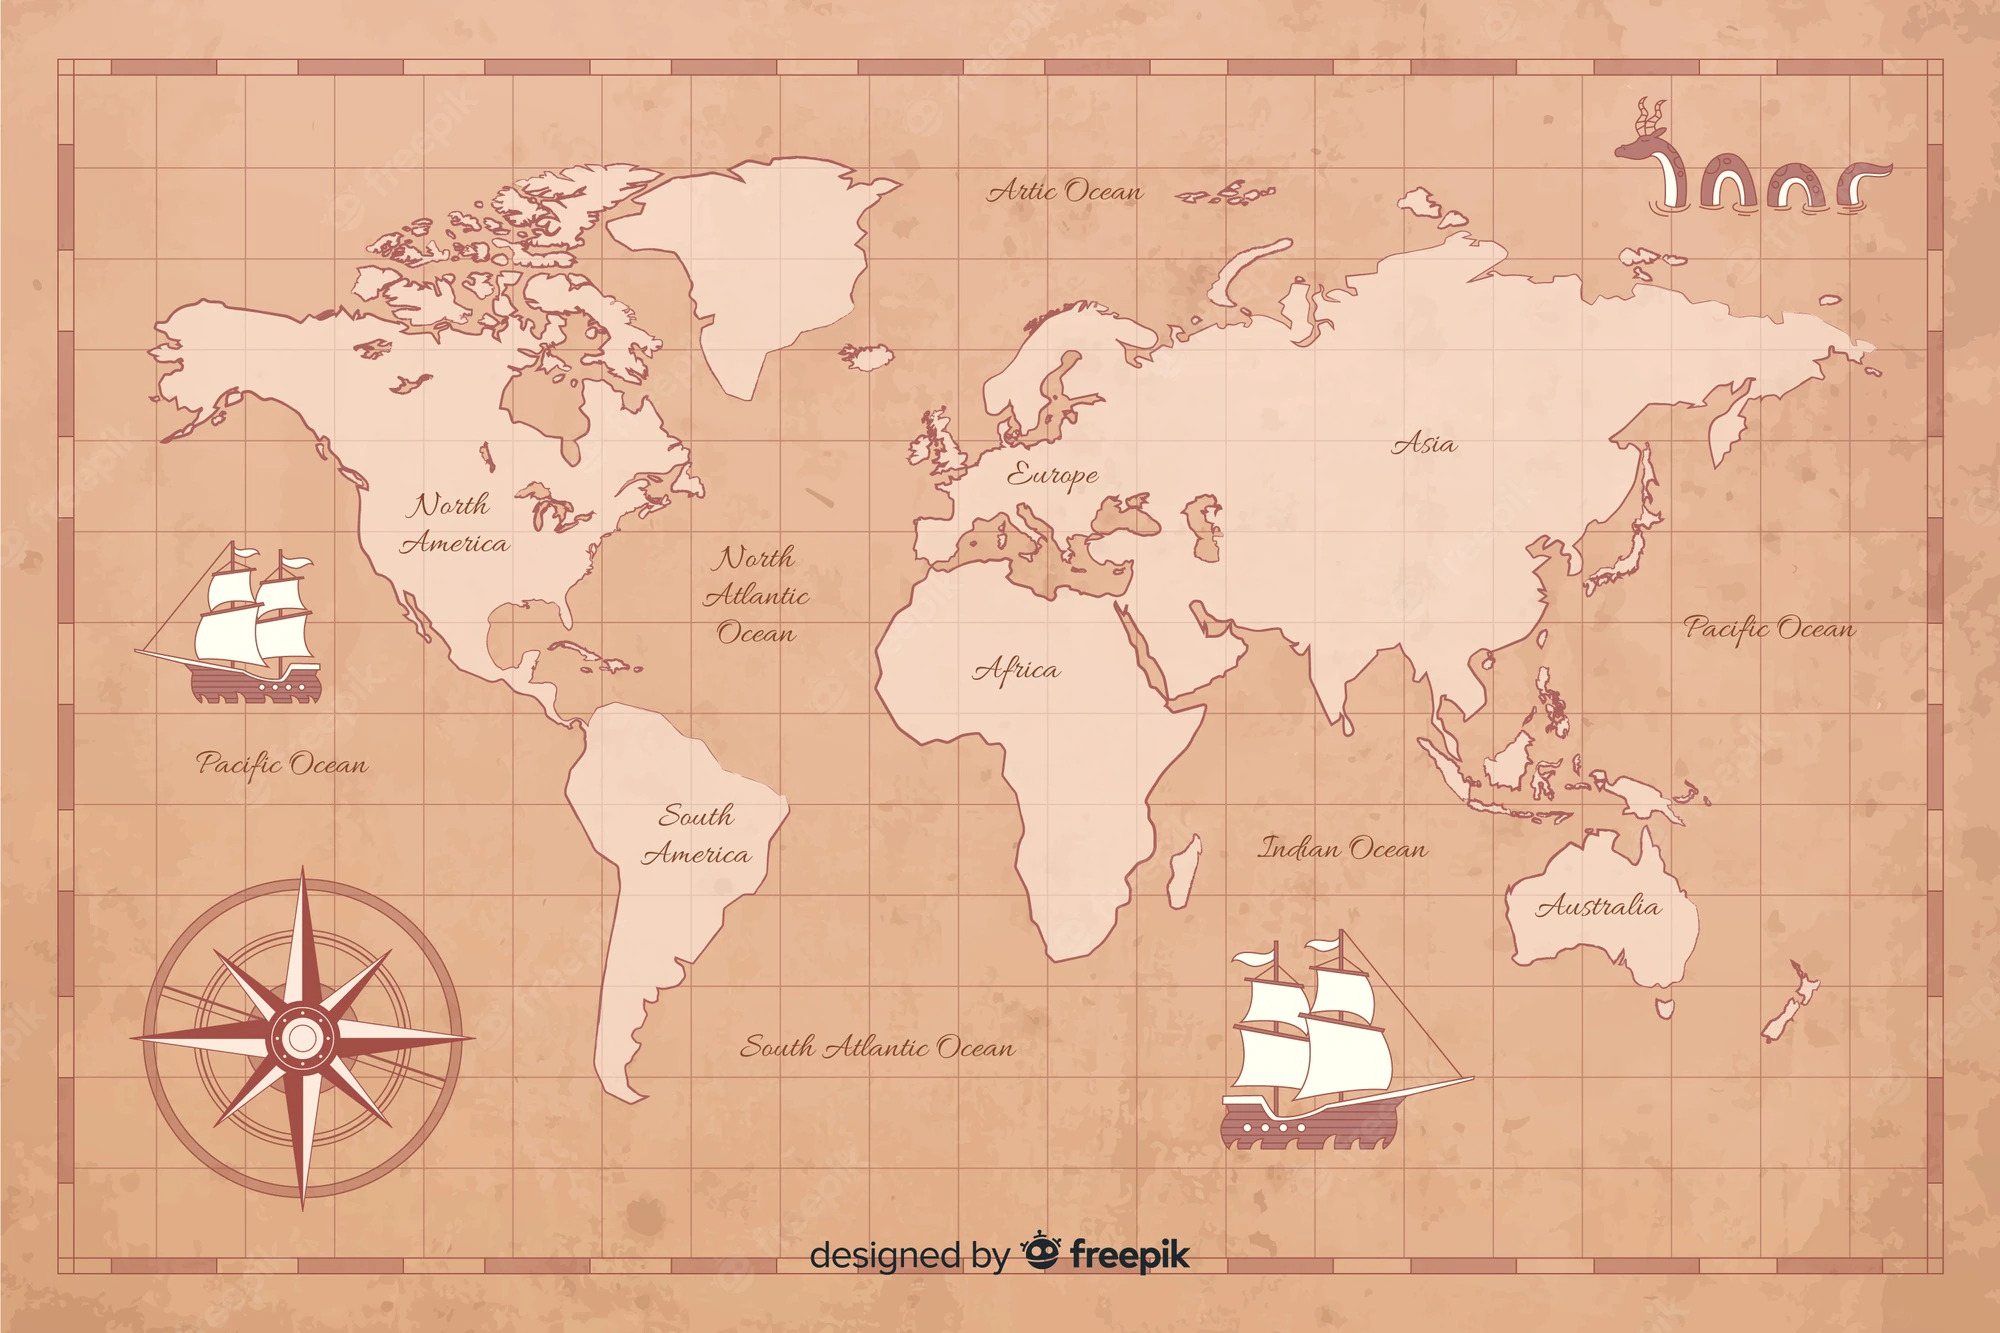 Artic Ocean
Asia
Europe
North
America
North
Atlantic
Ocean
Pacific Ocean
Africa
Pacific Ocean
South
America
Indian Ocean
Australia
South Atlantic Ocean
designed by freepik